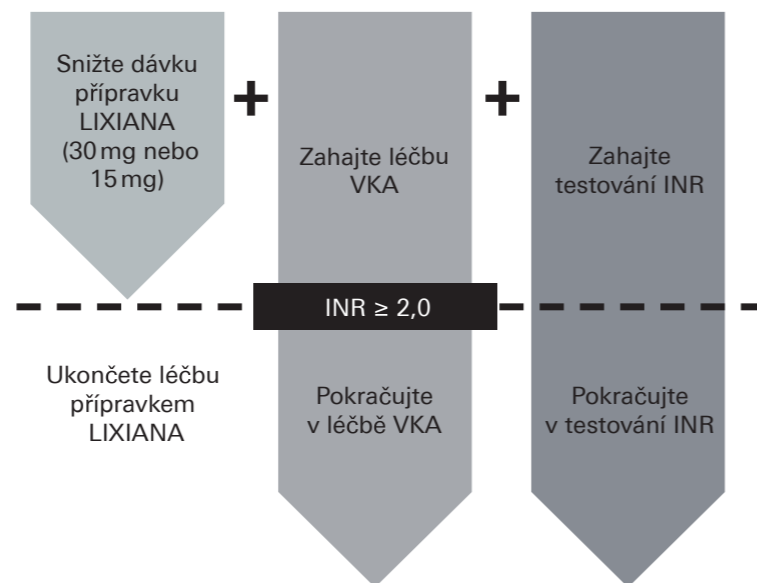 Snižte dávku
přípravku
LIXIANA
(30 mg nebo
15 mg)
+
Zahajte léčbu
VKA
+
Zahajte
testování INR
INR ≥ 2,0
Ukončete léčbu
přípravkem
LIXIANA
Pokračujte
v léčbě VKA
Pokračujte
v testování INR